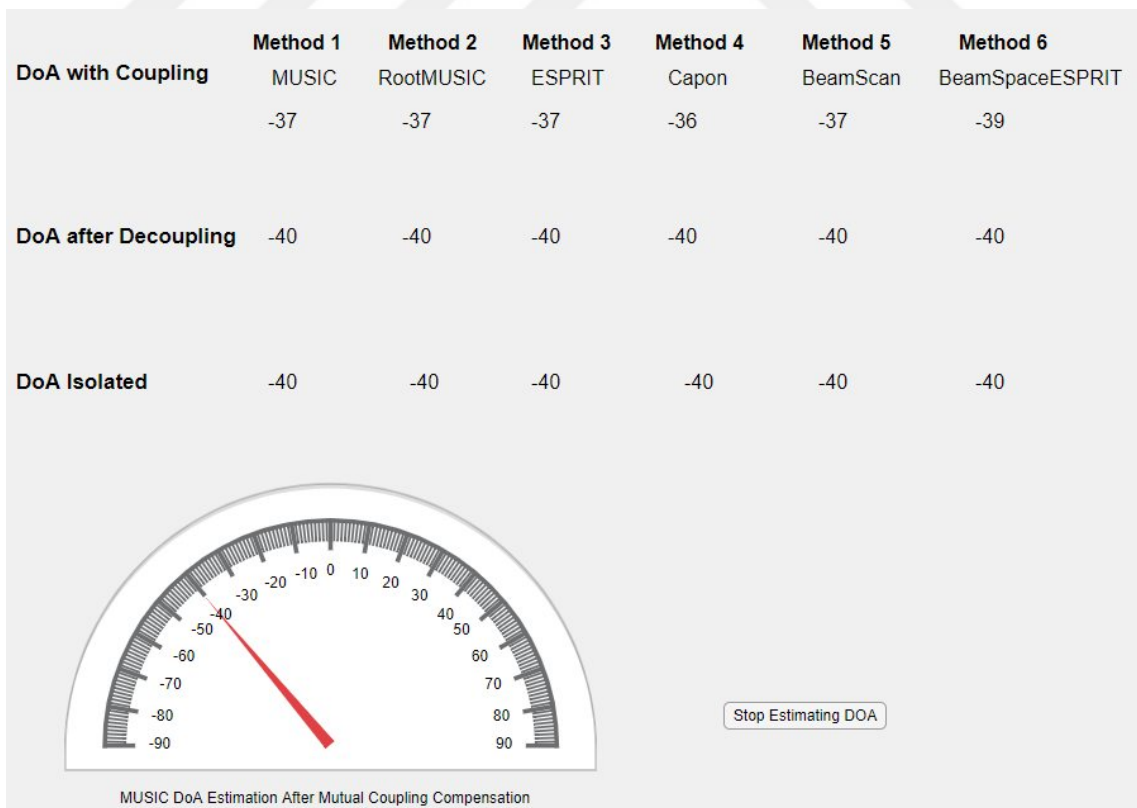 Method 1 Method 2 Method 3 Method 4 Method 5 Method 6
DoA with Coupling MUSIC RootMUSIC ESPRIT Capon BeamScan BeamSpaceESPRIT
-37 -37 -37 -36 -37 -39
DoA after Decoupling -40 -40 -40 -40 -40 -40
DoA Isolated -40 -40 -40 -40 -40 -40
-90 -80 -70 -60 -50 -40 -30 -20 -10 0 10 20 30 40 50 60 70 80 90
Stop Estimating DOA
MUSIC DoA Estimation After Mutual Coupling Compensation